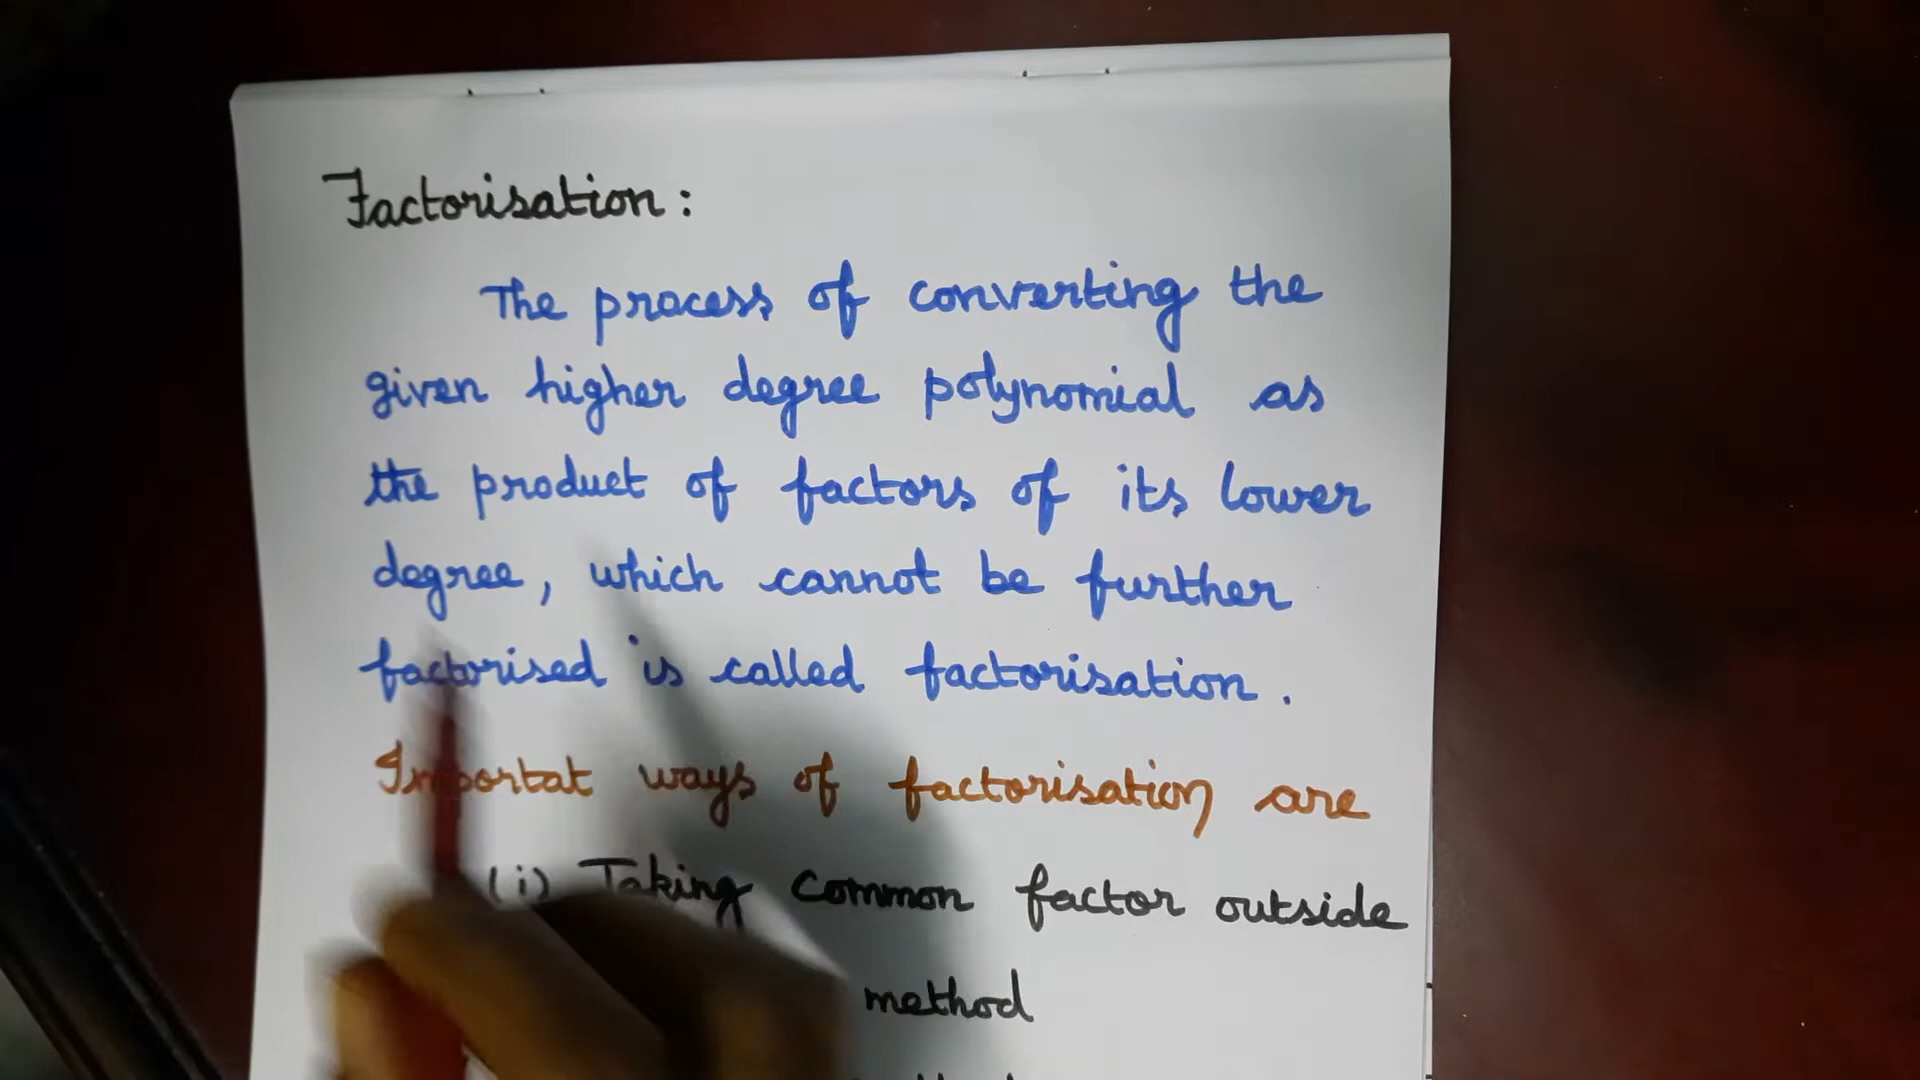 Factorisation:
The process of converting the
given higher degree polynomial as
the product of factors of its lower
degree, which cannot be further
factorised is called factorisation.
Importat ways of factorisation are
(i) Taking common factor outside
method